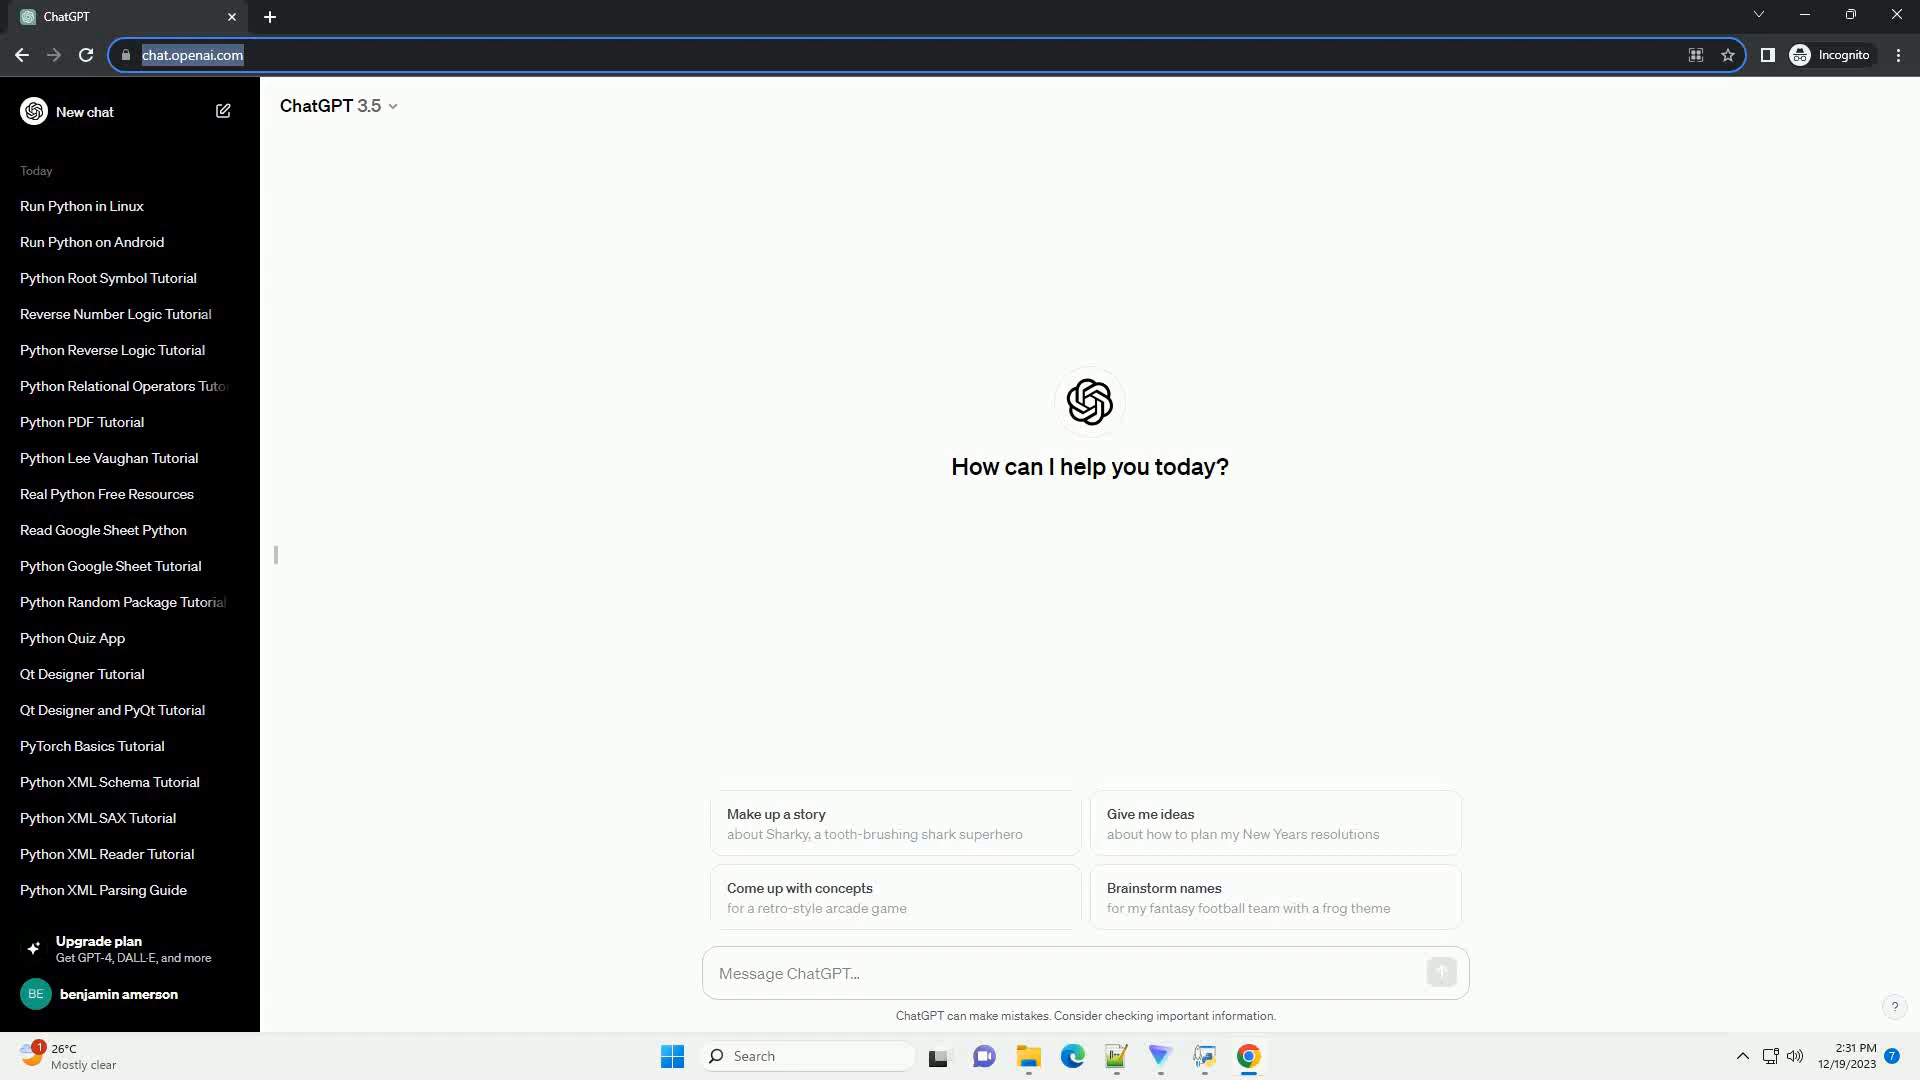 ChatGPT
chat.openai.com
Incognito
New chat
ChatGPT 3.5
Today
Run Python in Linux
Run Python on Android
Python Root Symbol Tutorial
Reverse Number Logic Tutorial
Python Reverse Logic Tutorial
Python Relational Operators Tuto
Python PDF Tutorial
Python Lee Vaughan Tutorial
Real Python Free Resources
Read Google Sheet Python
Python Google Sheet Tutorial
Python Random Package Tutorial
Python Quiz App
Qt Designer Tutorial
Qt Designer and PyQt Tutorial
PyTorch Basics Tutorial
Python XML Schema Tutorial
Python XML SAX Tutorial
Python XML Reader Tutorial
Python XML Parsing Guide
Upgrade plan
Get GPT-4, DALL·E, and more
BE
benjamin amerson
How can I help you today?
Make up a story
about Sharky, a tooth-brushing shark superhero
Give me ideas
about how to plan my New Years resolutions
Come up with concepts
for a retro-style arcade game
Brainstorm names
for my fantasy football team with a frog theme
Message ChatGPT...
ChatGPT can make mistakes. Consider checking important information.
?
1
26°C
Mostly clear
Search
2:31 PM
12/19/2023
7